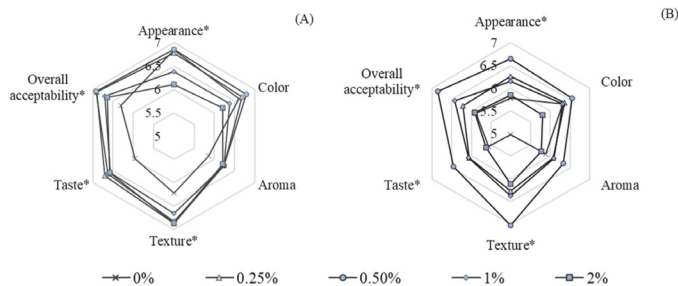 (A)
Appearance*
7
6.5
6
5.5
5
Color
Aroma
Texture*
Taste*
Overall
acceptability*
(B)
Appearance*
7
6.5
6
5.5
5
Color
Aroma
Texture*
Taste*
Overall
acceptability*
0% 0.25% 0.50% 1% 2%